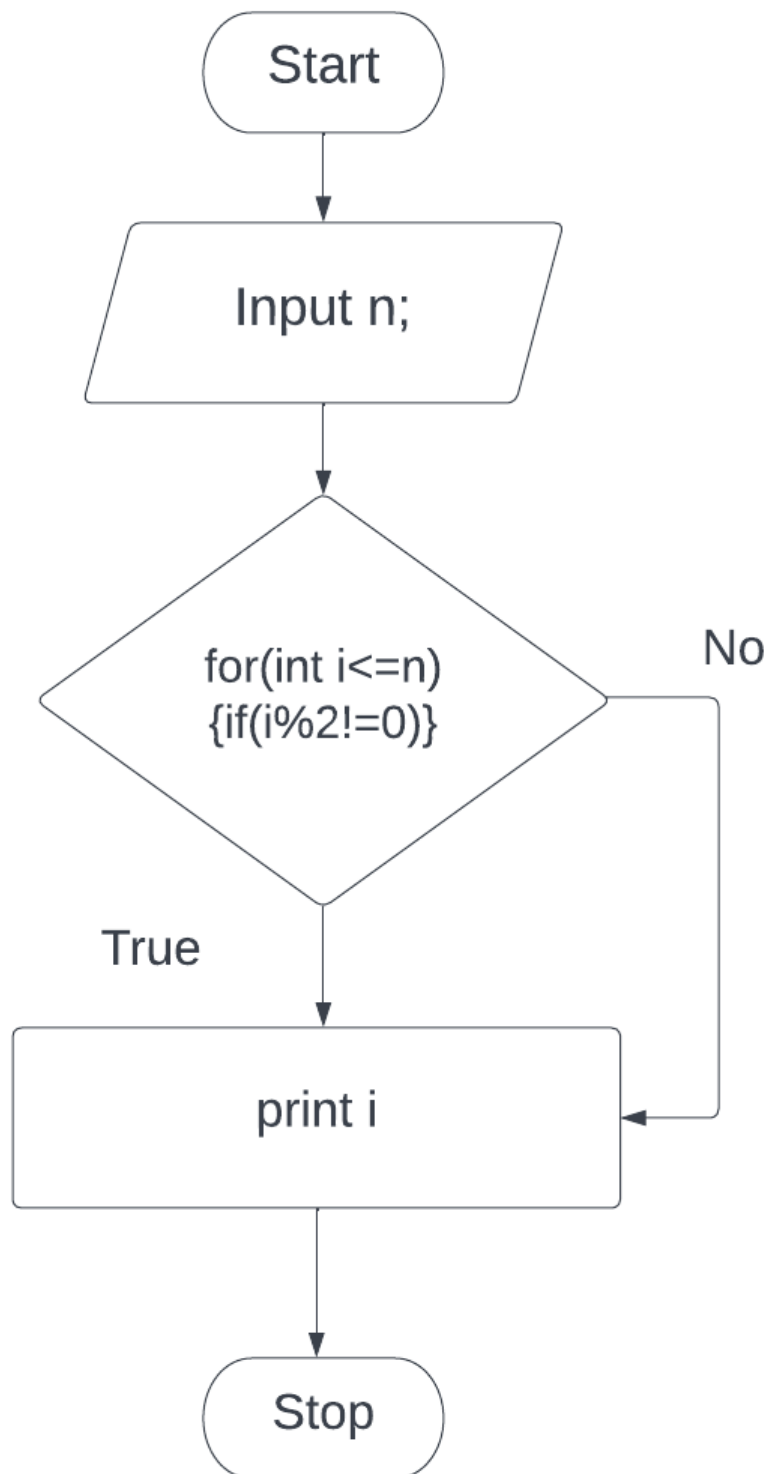 Start
Input n;
for(int i<=n)
{if(i%2!=0)}
No
True
print i
Stop